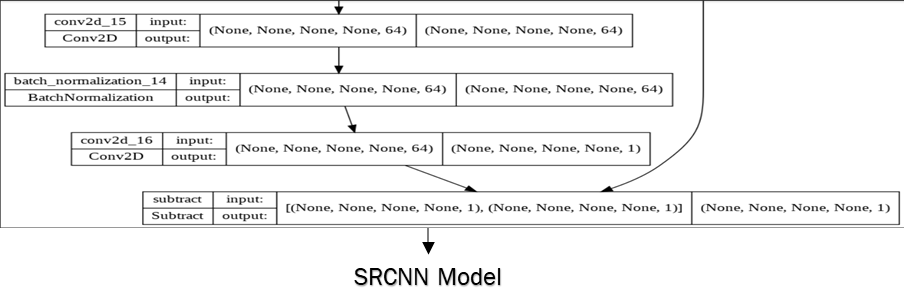 conv2d_15 input: (None, None, None, None, 64) (None, None, None, None, 64)
Conv2D output:
batch_normalization_14 input: (None, None, None, None, 64) (None, None, None, None, 64)
BatchNormalization output:
conv2d_16 input: (None, None, None, None, 64) (None, None, None, None, 1)
Conv2D output:
subtract input: [(None, None, None, None, 1), (None, None, None, None, 1)] (None, None, None, None, 1)
Subtract output:
SRCNN Model